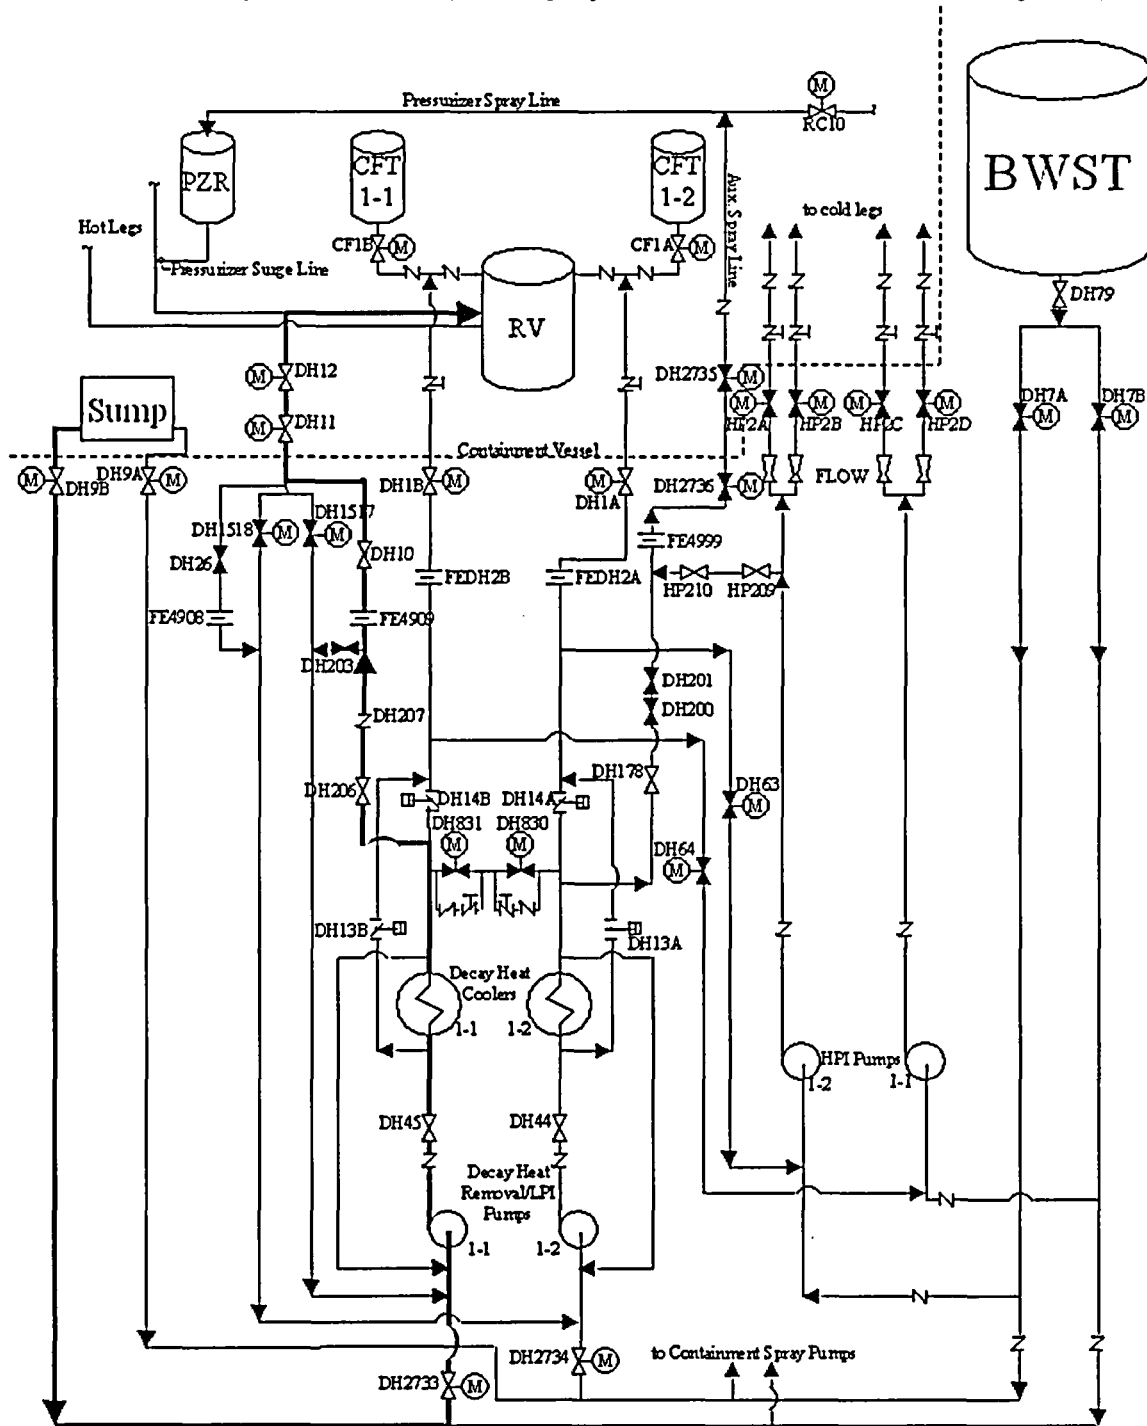 Pressurizer Spray Line
M
RC10
PZR
CFT
1-1
CFT
1-2
BWST
Aux. Spray Line
to cold legs
Hot Legs
CF1B
M
CF1A
M
Pressurizer Surge Line
RV
DH79
M
DH12
DH2735
M
Sump
M
DH11
M
HP2A
M
HP2B
M
M
HP2D
DH7A
M
DH7B
M
Containment Vessel
M
DH9B
DH9A
M
DH1B
M
M
DH1A
DH2736
M
FLOW
DH1518
M
DH1517
M
DH10
FE4999
DH26
FEDH2B
FEDH2A
HP210
HP209
FE4908
FE4909
DH203
DH201
DH200
DH207
DH178
DH206
DH14B
DH14A
DH63
M
DH831
M
DH830
M
DH64
M
DH13B
DH13A
Decay Heat
Coolers
1-1
1-2
HPI Pumps
1-2
1-1
DH45
DH44
Decay Heat
Removal/LPI
Pumps
1-1
1-2
DH2734
M
to Containment Spray Pumps
DH2733
M